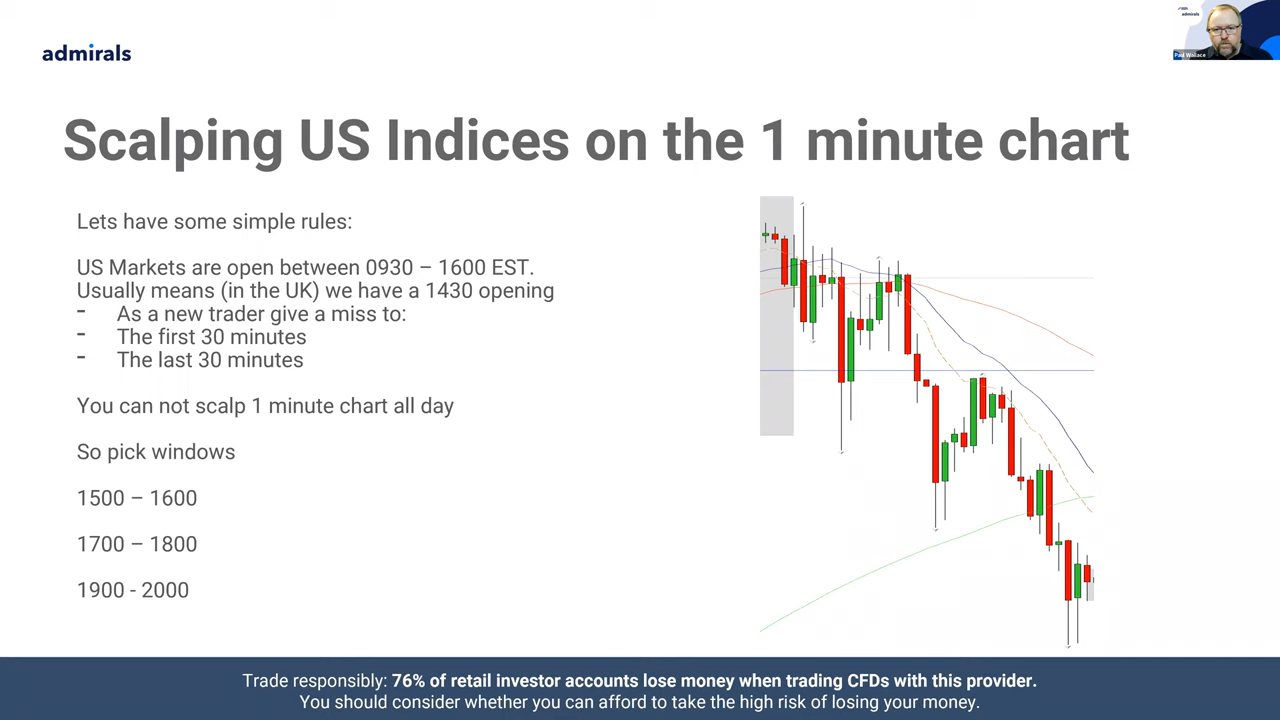 admirals
admirals
Paul Wallace
Scalping US Indices on the 1 minute chart
Lets have some simple rules:
US Markets are open between 0930 – 1600 EST.
Usually means (in the UK) we have a 1430 opening
- As a new trader give a miss to:
- The first 30 minutes
- The last 30 minutes
You can not scalp 1 minute chart all day
So pick windows
1500 – 1600
1700 – 1800
1900 - 2000
Trade responsibly: 76% of retail investor accounts lose money when trading CFDs with this provider.
You should consider whether you can afford to take the high risk of losing your money.